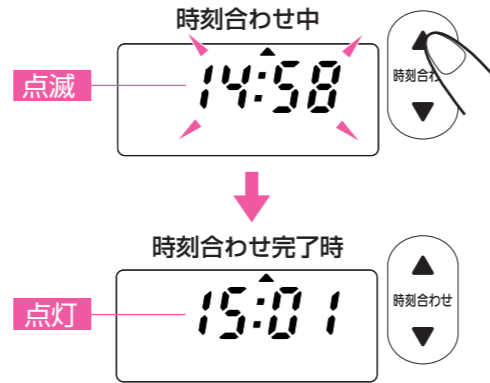 時刻合わせ中
点滅
14:58
▲
時刻合わ
▼
時刻合わせ完了時
点灯
15:01
▲
時刻合わせ
▼